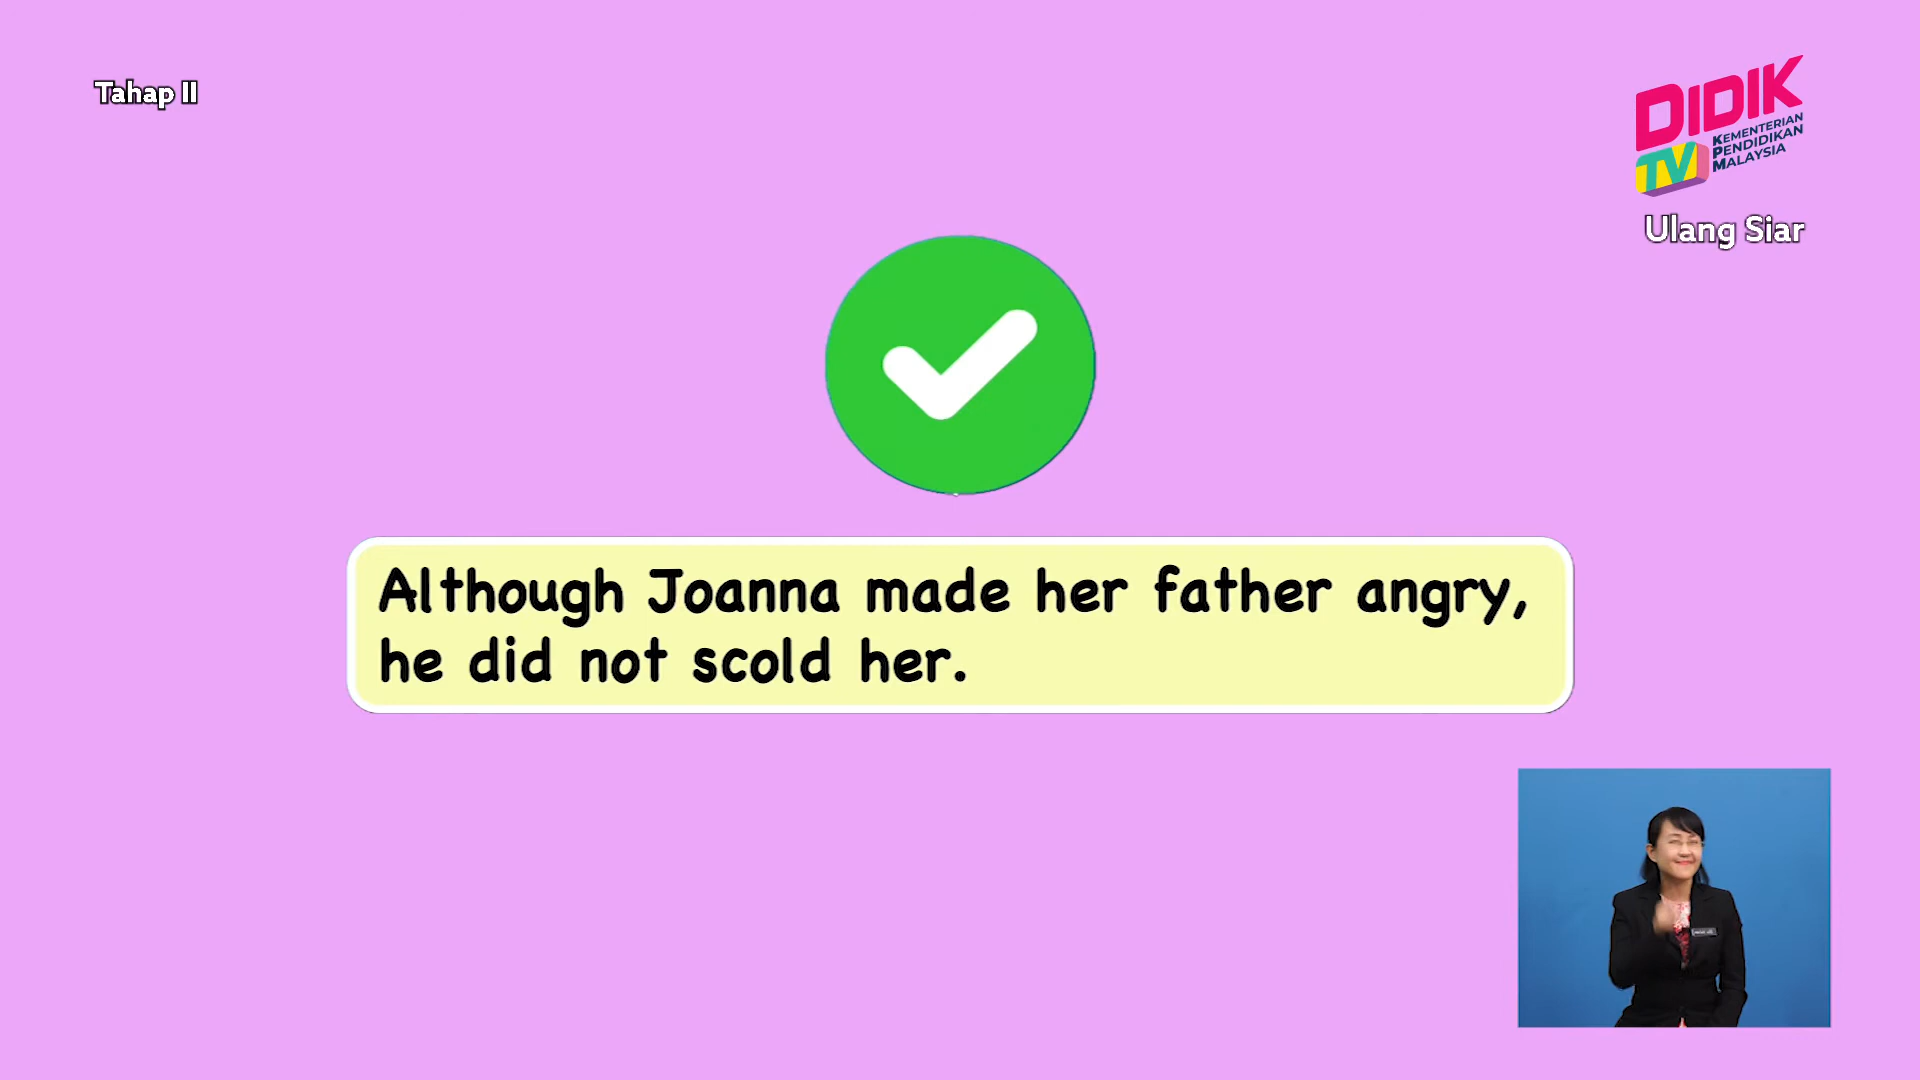 Tahap II
DIDIK
TV
KEMENTERIAN
PENDIDIKAN
MALAYSIA
Ulang Siar
Although Joanna made her father angry,
he did not scold her.